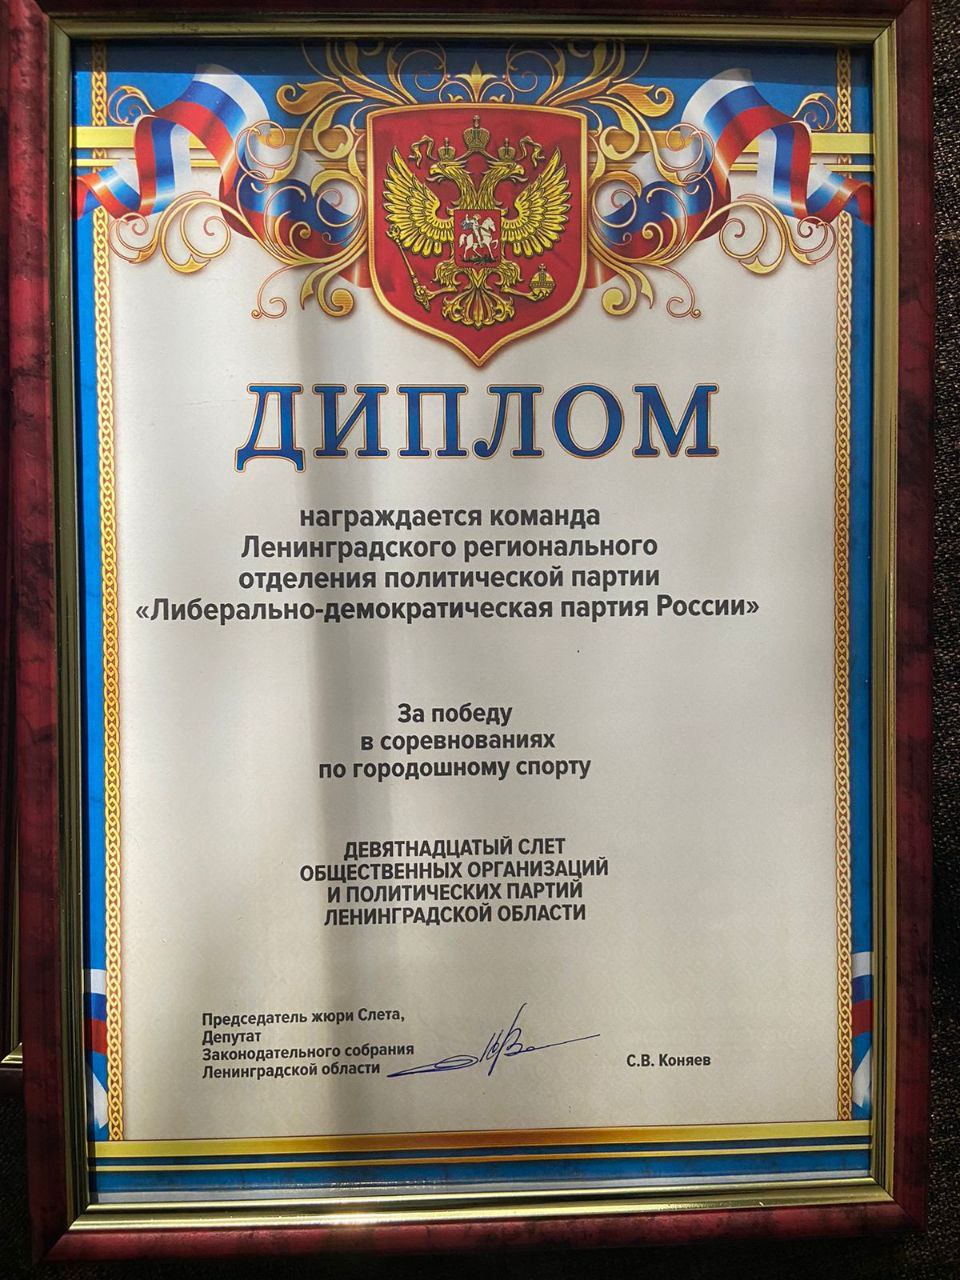 ДИПЛОМ
награждается команда
Ленинградского регионального
отделения политической партии
«Либерально-демократическая партия России»
За победу
в соревнованиях
по городошному спорту
ДЕВЯТНАДЦАТЫЙ СЛЕТ
ОБЩЕСТВЕННЫХ ОРГАНИЗАЦИЙ
И ПОЛИТИЧЕСКИХ ПАРТИЙ
ЛЕНИНГРАДСКОЙ ОБЛАСТИ
Председатель жюри Слета,
Депутат
Законодательного собрания
Ленинградской области
С.В. Коняев